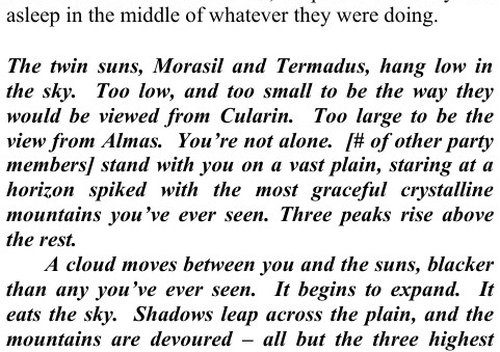 asleep in the middle of whatever they were doing.
The twin suns, Morasil and Termadus, hang low in
the sky. Too low, and too small to be the way they
would be viewed from Cularin. Too large to be the
view from Almas. You're not alone. [# of other party
members] stand with you on a vast plain, staring at a
horizon spiked with the most graceful crystalline
mountains you've ever seen. Three peaks rise above
the rest.
A cloud moves between you and the suns, blacker
than any you've ever seen. It begins to expand. It
eats the sky. Shadows leap across the plain, and the
mountains are devoured – all but the three highest